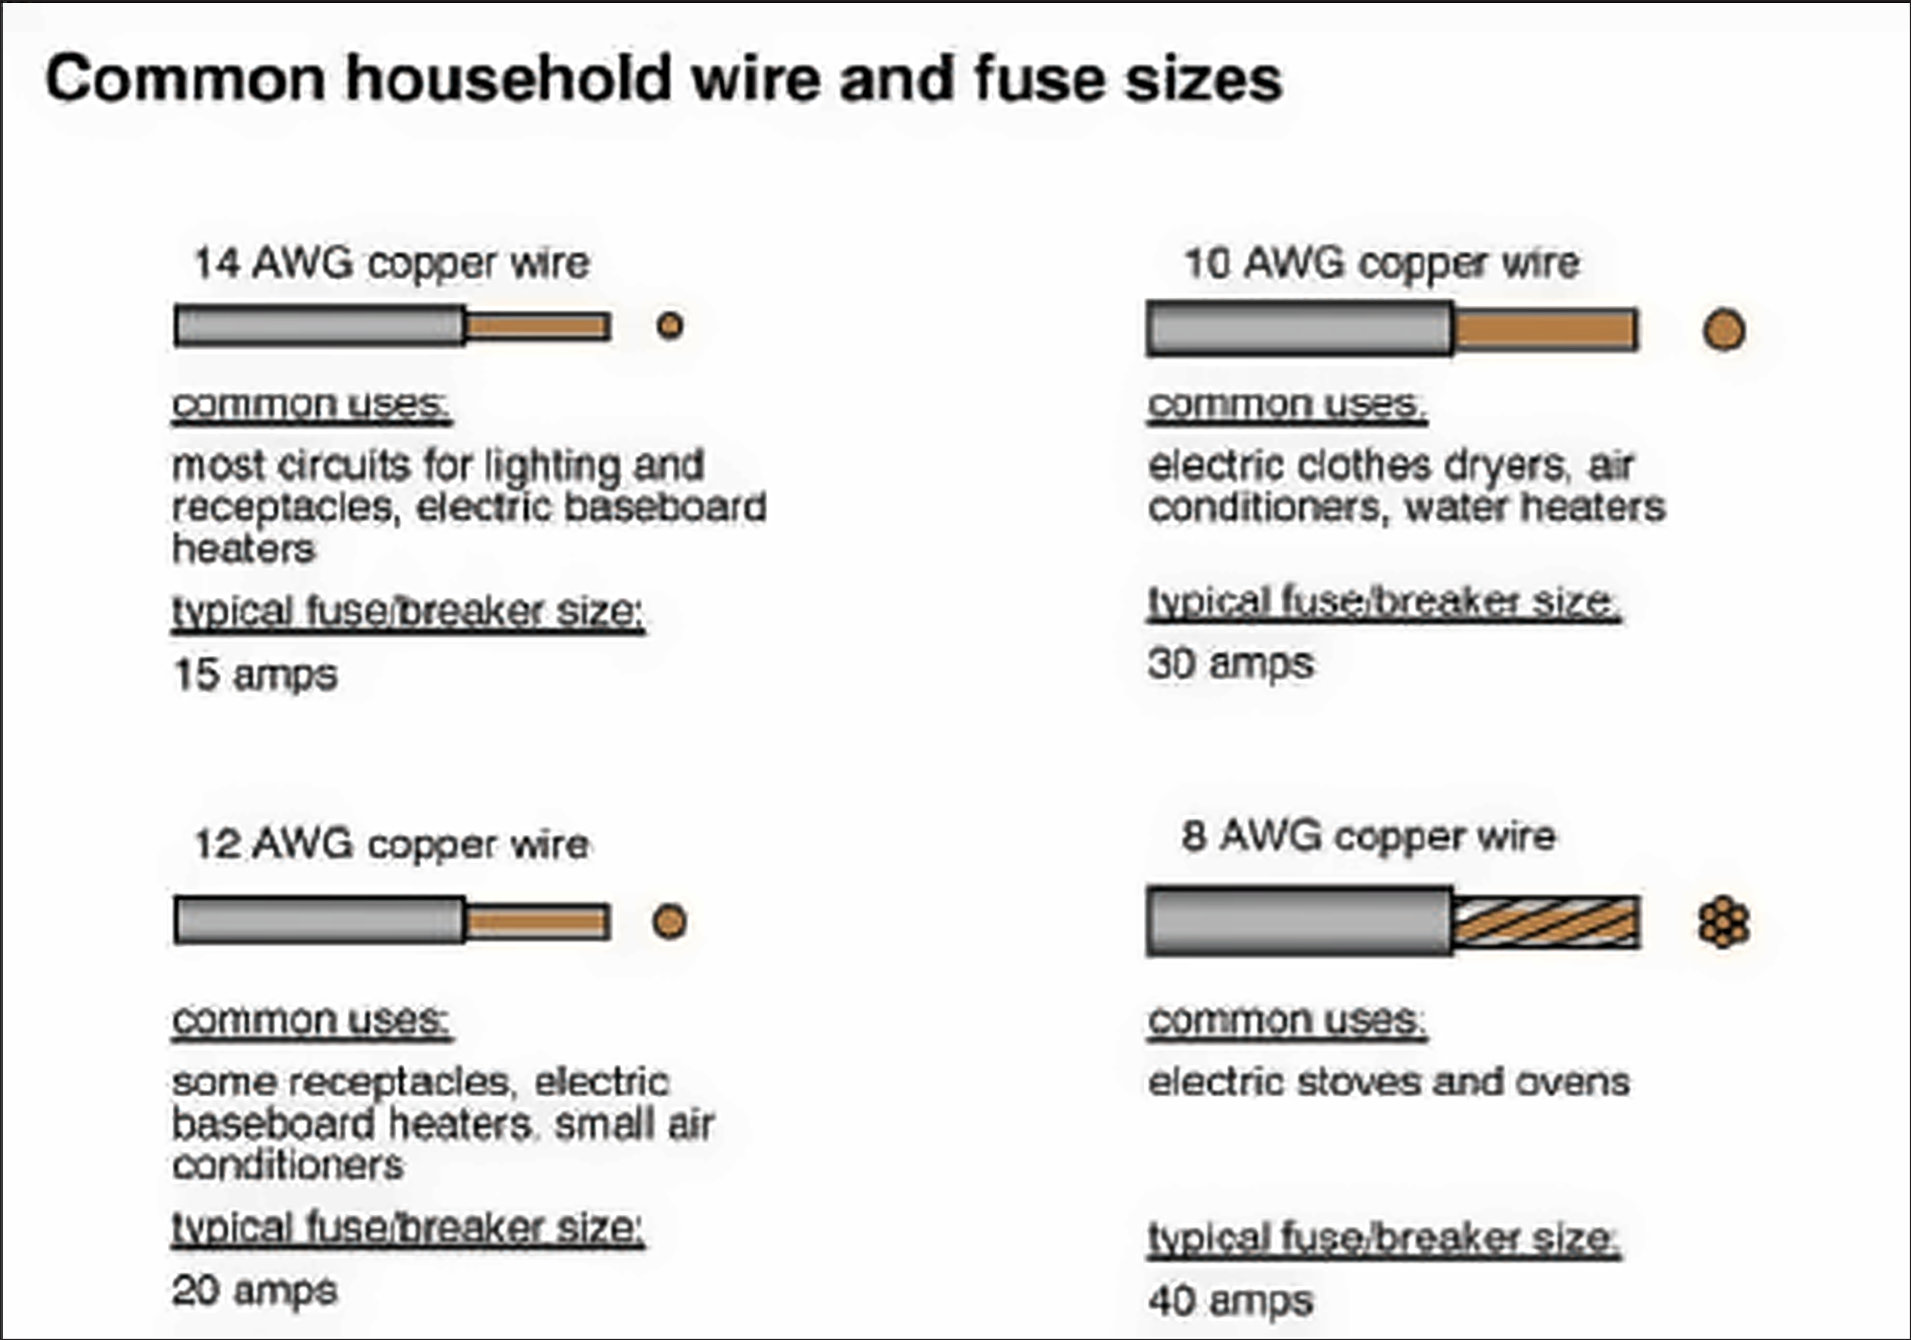 Common household wire and fuse sizes
14 AWG copper wire
common uses:
most circuits for lighting and
receptacles, electric baseboard
heaters
typical fuse/breaker size:
15 amps
10 AWG copper wire
common uses:
electric clothes dryers, air
conditioners, water heaters
typical fuse/breaker size:
30 amps
12 AWG copper wire
common uses:
some receptacles, electric
baseboard heaters, small air
conditioners
typical fuse/breaker size:
20 amps
8 AWG copper wire
common uses:
electric stoves and ovens
typical fuse/breaker size:
40 amps